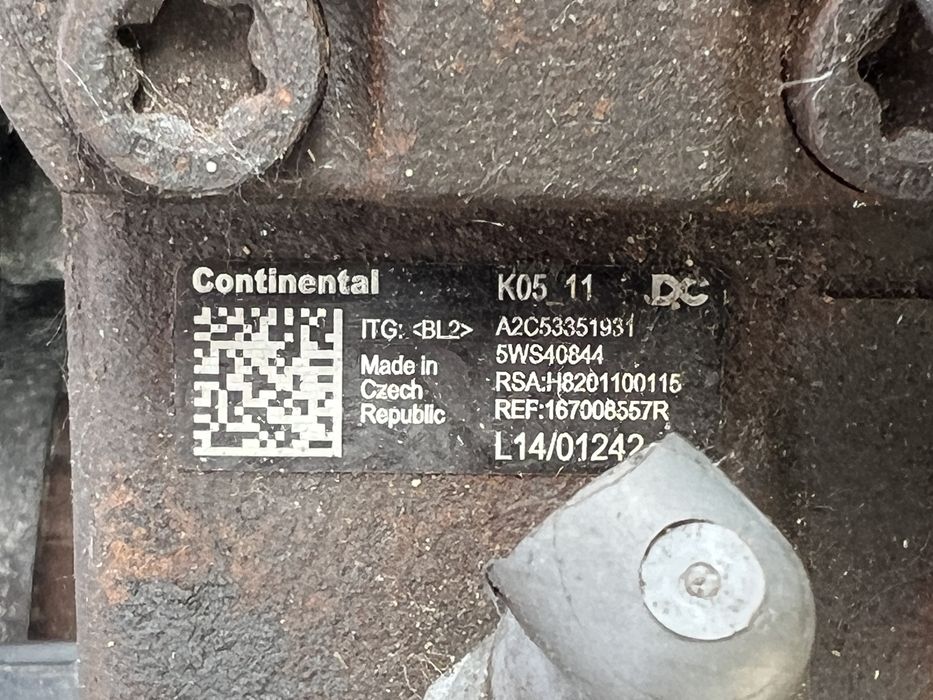 Continental
K05_11 DC
ITG: <BL2>
Made in
Czech
Republic
A2C53351931
5WS40844
RSA:H8201100115
REF:167008557R
L14/01242